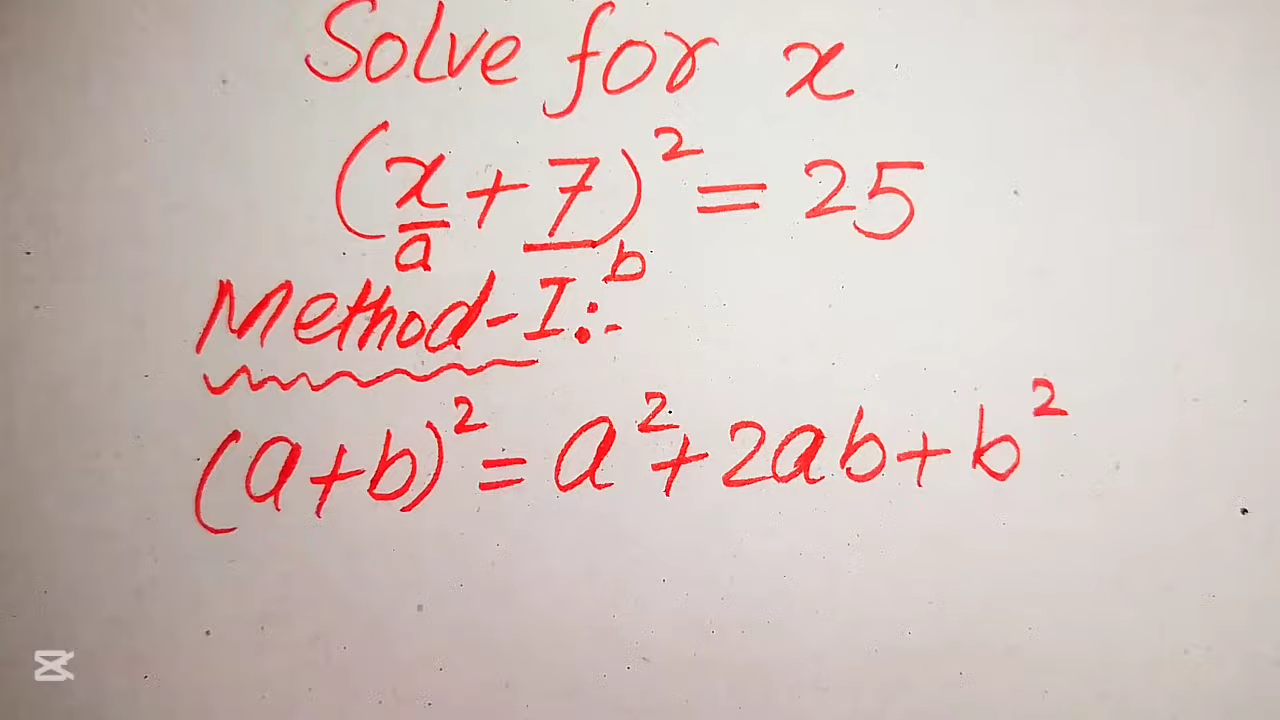 Solve for x
(x + 7)² = 25
a b
Method-I:-
(a+b)² = a² + 2ab + b²